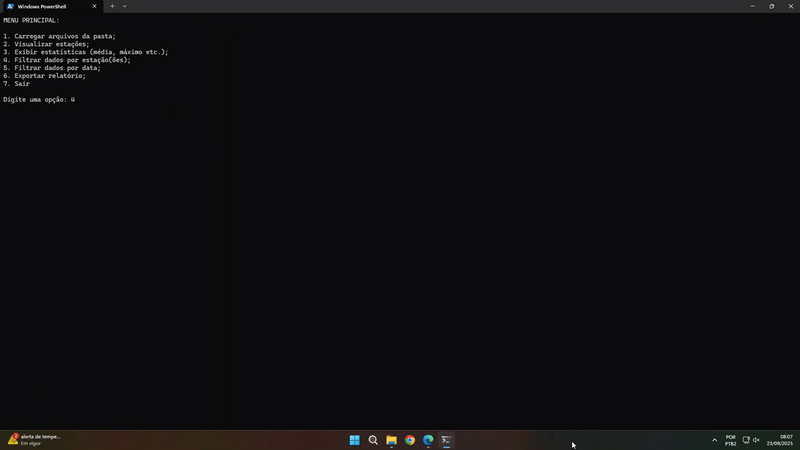 Windows PowerShell
MENU PRINCIPAL:
1. Carregar arquivos da pasta;
2. Visualizar estações;
3. Exibir estatísticas (média, máximo etc.);
4. Filtrar dados por estação(ões);
5. Filtrar dados por data;
6. Exportar relatório;
7. Sair
Digite uma opção: 4
alerta de tempe...
Em vigor
POR
PTB2
08:07
23/09/2025